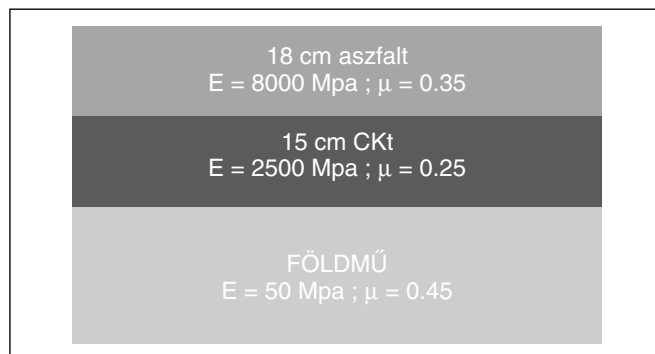 18 cm aszfalt
E = 8000 Mpa ; μ = 0.35
15 cm CKt
E = 2500 Mpa ; μ = 0.25
FÖLDMŰ
E = 50 Mpa ; μ = 0.45